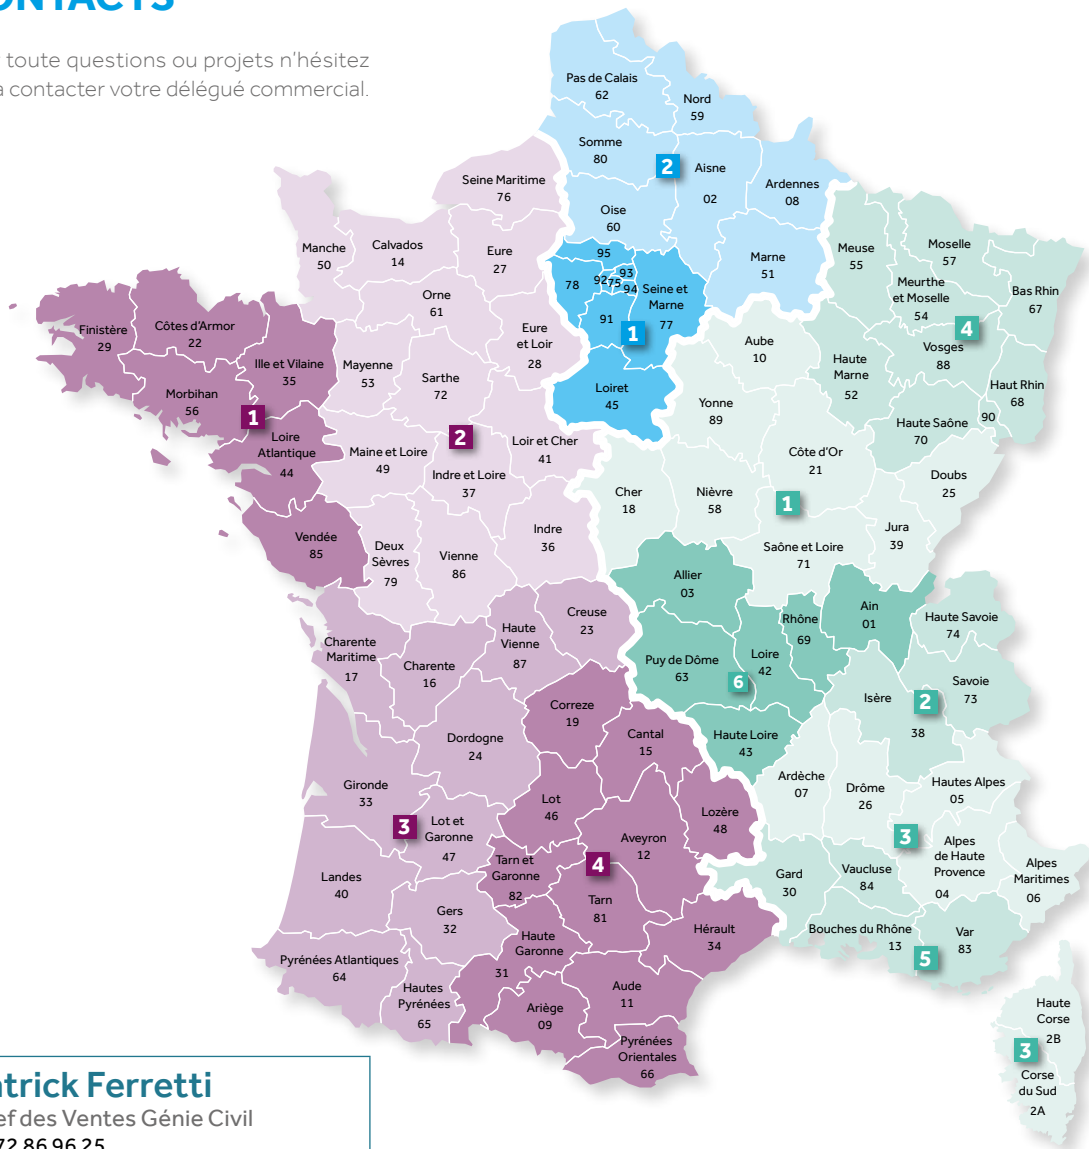 toute questions ou projets n'hésitez
contacter votre délégué commercial.
Pas de Calais
62
Nord
59
Somme
80
2
Aisne
02
Ardennes
08
Oise
60
Marne
51
Seine Maritime
76
Manche
50
Calvados
14
Eure
27
95
78
92
75
93
94
Seine et
Marne
77
91
1
Loiret
45
Meuse
55
Moselle
57
Meurthe
et Moselle
54
Bas Rhin
67
4
Vosges
88
Haut Rhin
68
90
Haute
Marne
52
Haute Saône
70
Orne
61
Eure
et Loir
28
Finistère
29
Côtes d'Armor
22
Ille et Vilaine
35
Morbihan
56
1
Loire
Atlantique
44
Vendée
85
Mayenne
53
Sarthe
72
2
Maine et Loire
49
Indre et Loire
37
Loir et Cher
41
Indre
36
Deux
Sèvres
79
Vienne
86
Aube
10
Yonne
89
Côte d'Or
21
Doubs
25
Cher
18
Nièvre
58
1
Jura
39
Saône et Loire
71
Allier
03
Ain
01
Rhône
69
Loire
42
Puy de Dôme
63
6
Haute Loire
43
Haute Savoie
74
Savoie
73
Isère
2
38
Charente
Maritime
17
Charente
16
Haute
Vienne
87
Creuse
23
Dordogne
24
Gironde
33
3
Lot et
Garonne
47
Landes
40
Gers
32
Pyrénées Atlantiques
64
Hautes
Pyrénées
65
Correze
19
Cantal
15
Lot
46
Lozère
48
Aveyron
12
Tarn et
Garonne
82
4
Tarn
81
Haute
Garonne
31
Hérault
34
Ariège
09
Aude
11
Pyrénées
Orientales
66
Ardèche
07
Drôme
26
Hautes Alpes
05
3
Alpes
de Haute
Provence
04
Alpes
Maritimes
06
Gard
30
Vaucluse
84
Bouches du Rhône
13
Var
83
5
Haute
Corse
2B
3
Corse
du Sud
2A
Ferretti
des Ventes Génie Civil
72 86 96 25